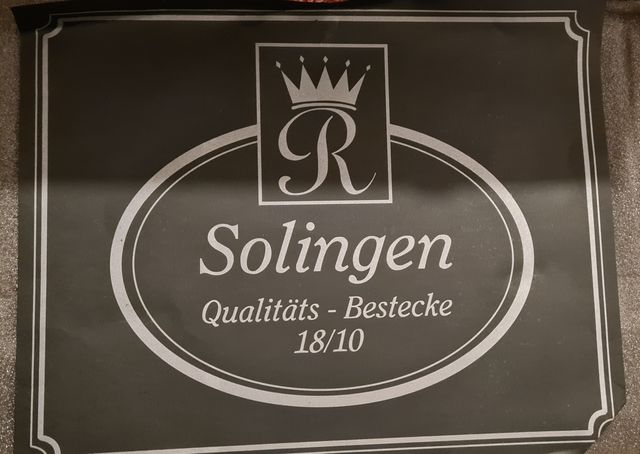 R
Solingen
Qualitäts - Bestecke
18/10